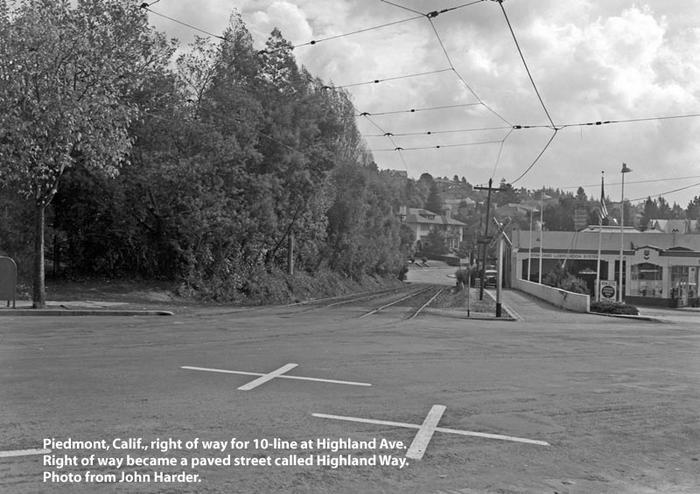 Piedmont, Calif., right of way for 10-line at Highland Ave.
Right of way became a paved street called Highland Way.
Photo from John Harder.